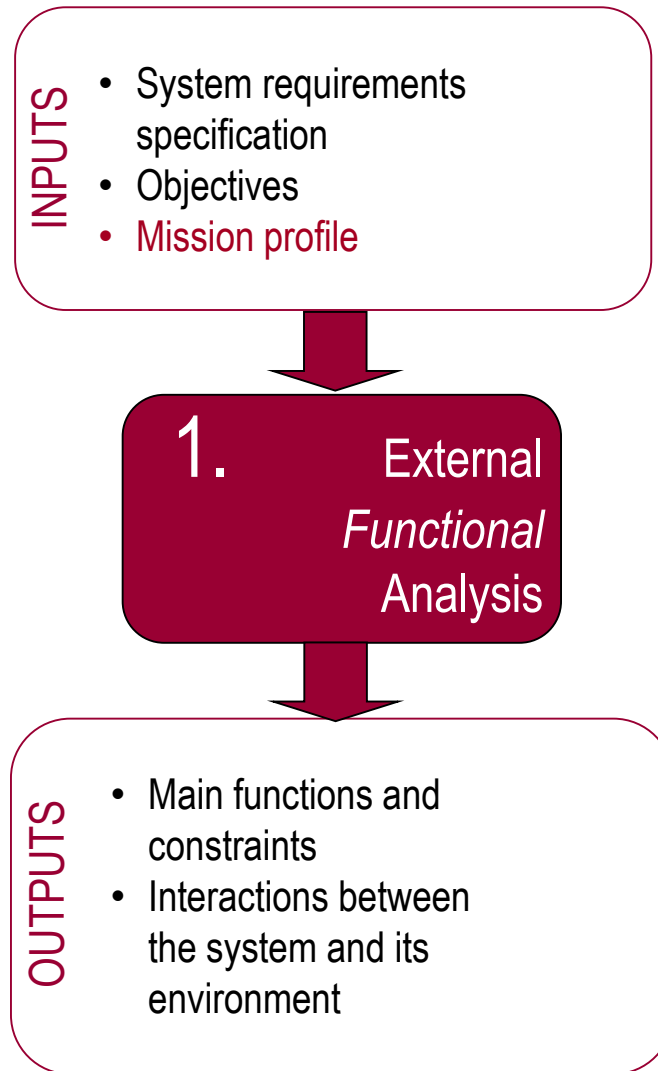 INPUTS
• System requirements
specification
• Objectives
• Mission profile
1.
External
Functional
Analysis
OUTPUTS
• Main functions and
constraints
• Interactions between
the system and its
environment